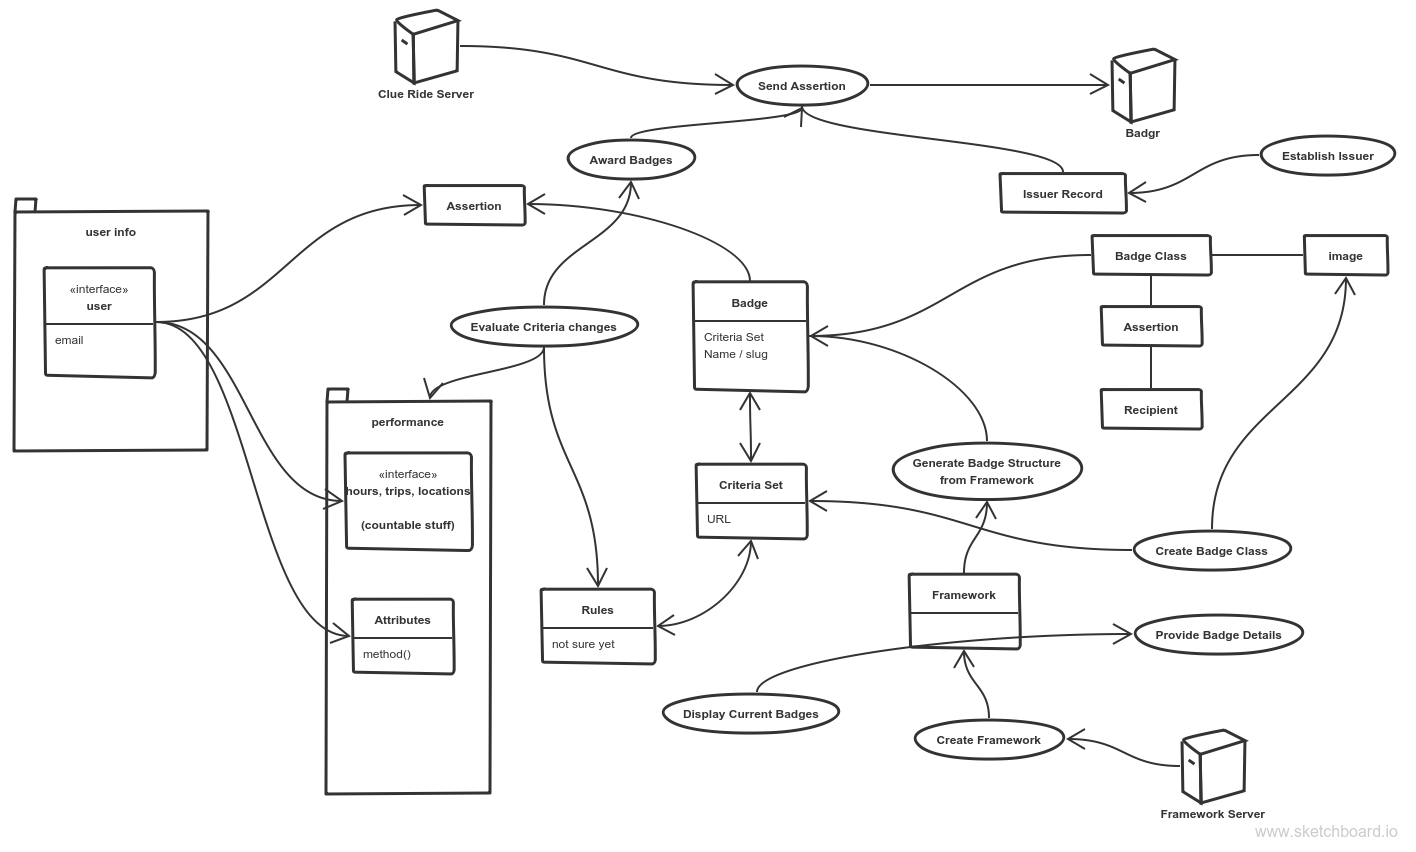 Clue Ride Server
Send Assertion
Badgr
Award Badges
Establish Issuer
Assertion
Issuer Record
user info
«interface»
user
email
Badge Class
image
Evaluate Criteria changes
Badge
Criteria Set
Name / slug
Assertion
Recipient
performance
«interface»
hours, trips, locations
(countable stuff)
Attributes
method()
Generate Badge Structure
from Framework
Criteria Set
URL
Create Badge Class
Rules
not sure yet
Framework
Provide Badge Details
Display Current Badges
Create Framework
Framework Server
www.sketchboard.io